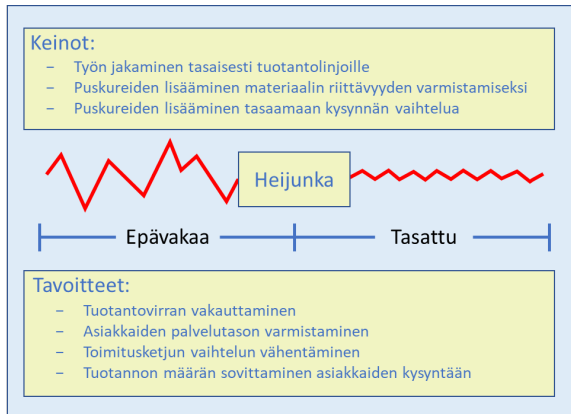 Keinot:
– Työn jakaminen tasaisesti tuotantolinjoille
– Puskureiden lisääminen materiaalin riittävyyden varmistamiseksi
– Puskureiden lisääminen tasaamaan kysynnän vaihtelua
Heijunka
Epävakaa
Tasattu
Tavoitteet:
– Tuotantovirran vakauttaminen
– Asiakkaiden palvelutason varmistaminen
– Toimitusketjun vaihtelun vähentäminen
– Tuotannon määrän sovittaminen asiakkaiden kysyntään